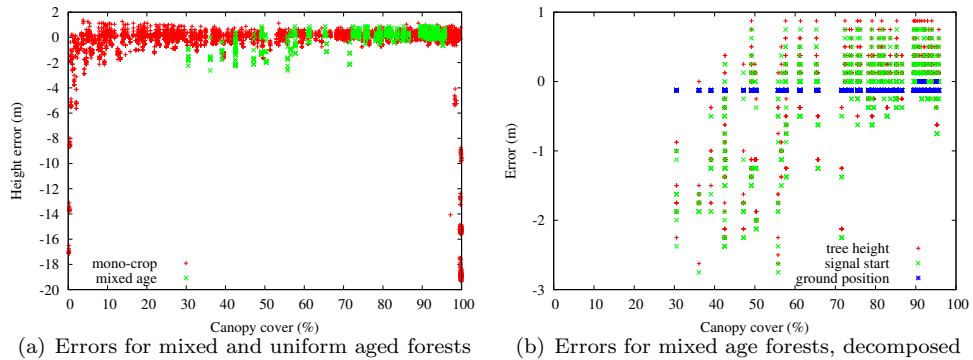 2
0
-2
-4
-6
-8
-10
-12
-14
-16
-18
-20
Height error (m)
mono-crop
mixed age
0 10 20 30 40 50 60 70 80 90 100
Canopy cover (%)
(a) Errors for mixed and uniform aged forests
1
0
-1
-2
-3
Error (m)
tree height
signal start
ground position
0 10 20 30 40 50 60 70 80 90 100
Canopy cover (%)
(b) Errors for mixed age forests, decomposed